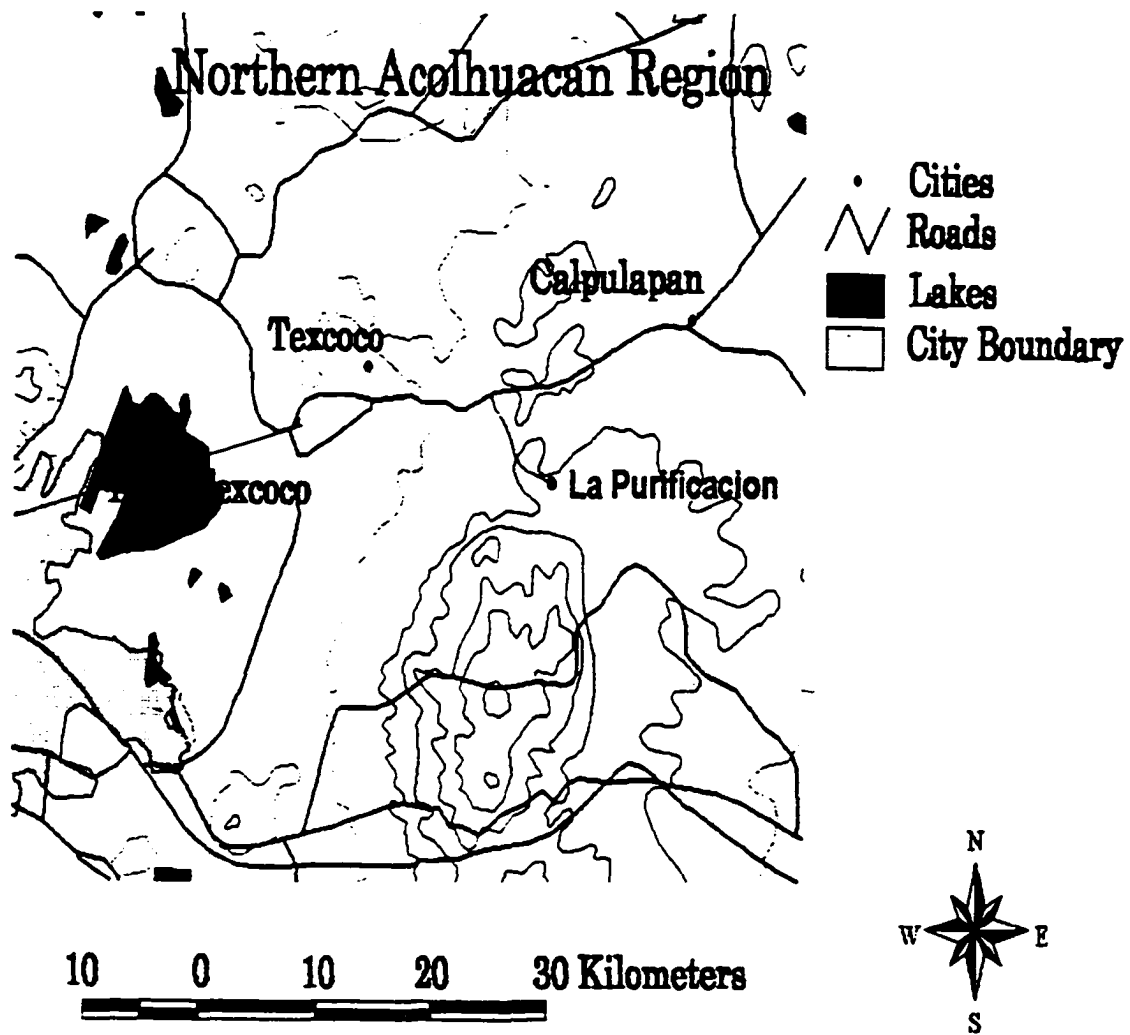 Northern Acolhuacan Region
Cities
Roads
Lakes
City Boundary
Calpulapan
Texcoco
La Purificacion
excoco
N
W E
S
10 0 10 20 30 Kilometers